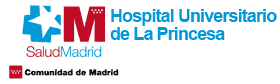 Hospital Universitario
de La Princesa
SaludMadrid
Comunidad de Madrid